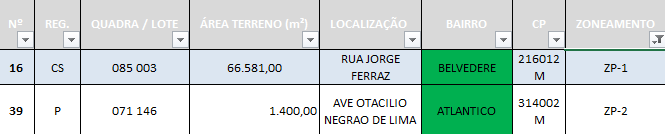 Nº REG. QUADRA / LOTE ÁREA TERRENO (m²) LOCALIZAÇÃO BAIRRO CP ZONEAMENTO
16 CS 085 003 66.581,00 RUA JORGE FERRAZ BELVEDERE 216012 M ZP-1
39 P 071 146 1.400,00 AVE OTACILIO NEGRAO DE LIMA ATLANTICO 314002 M ZP-2